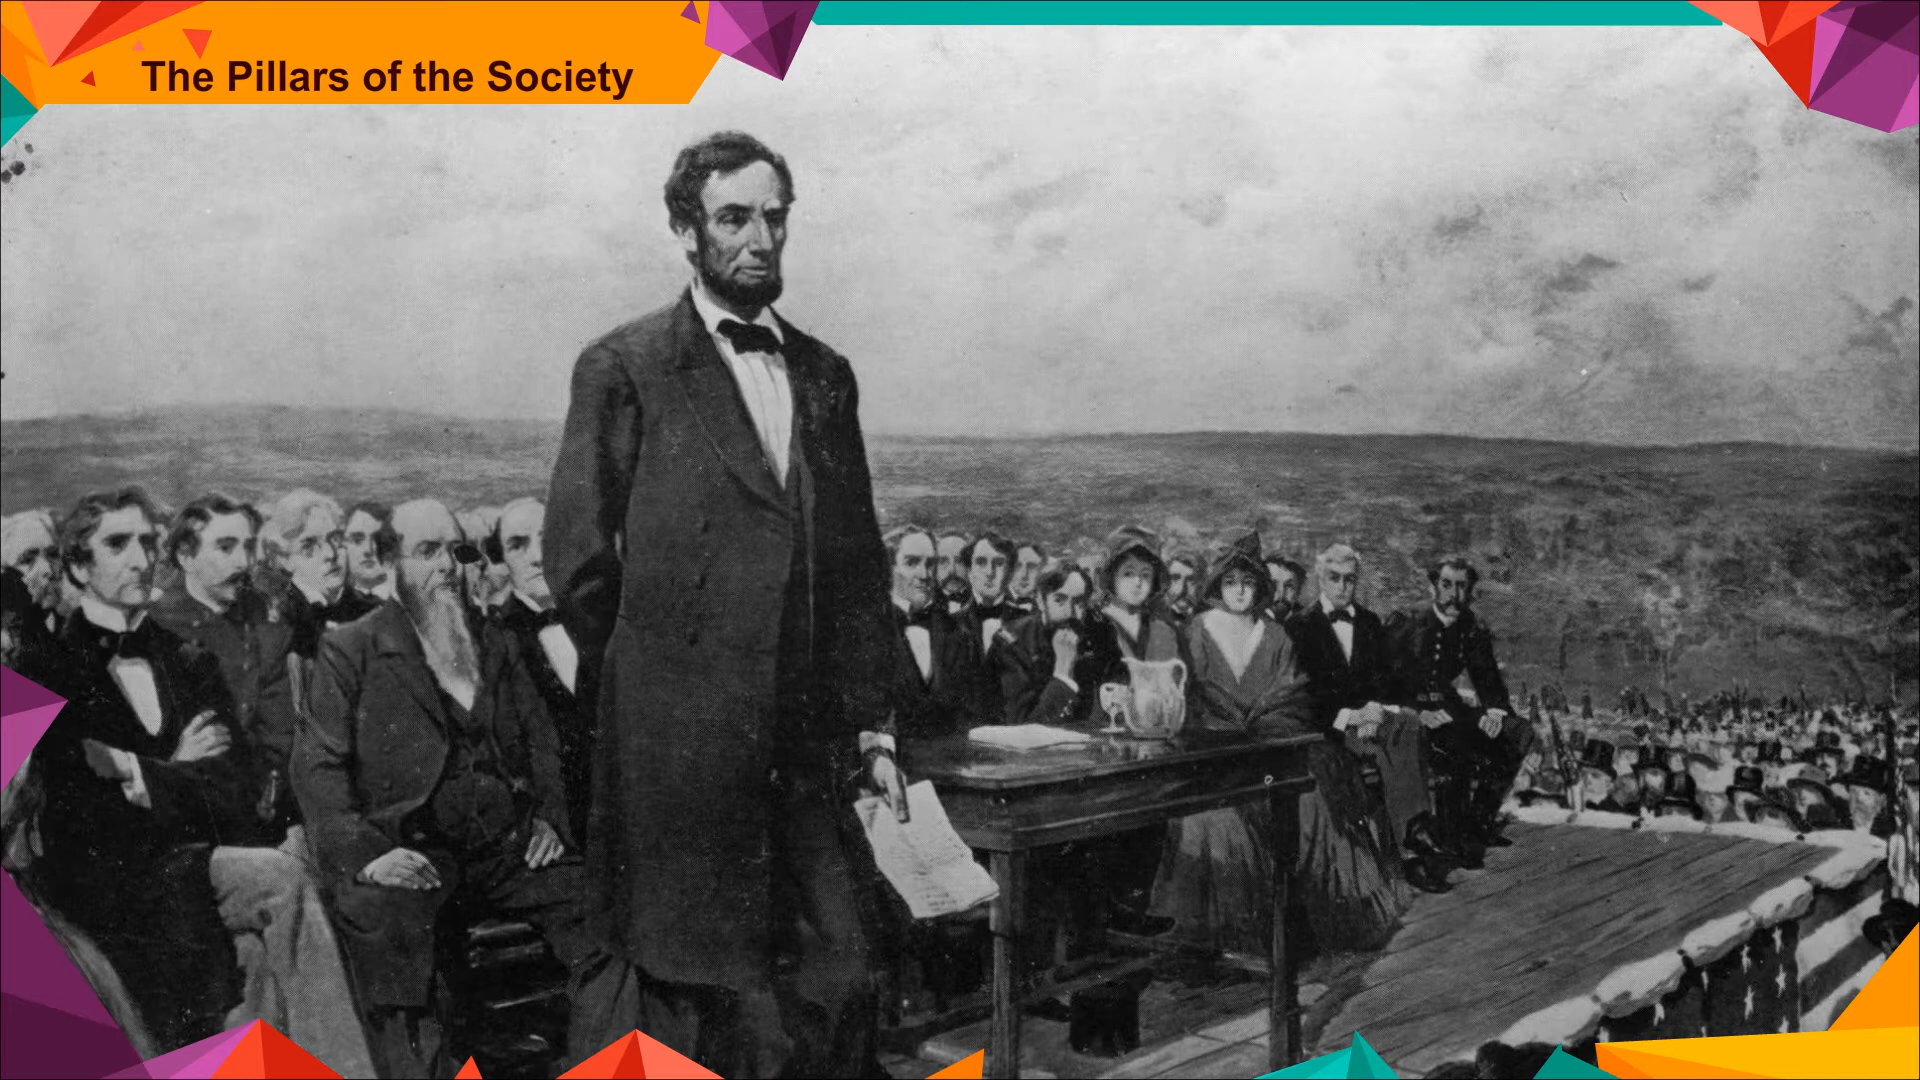 The Pillars of the Society